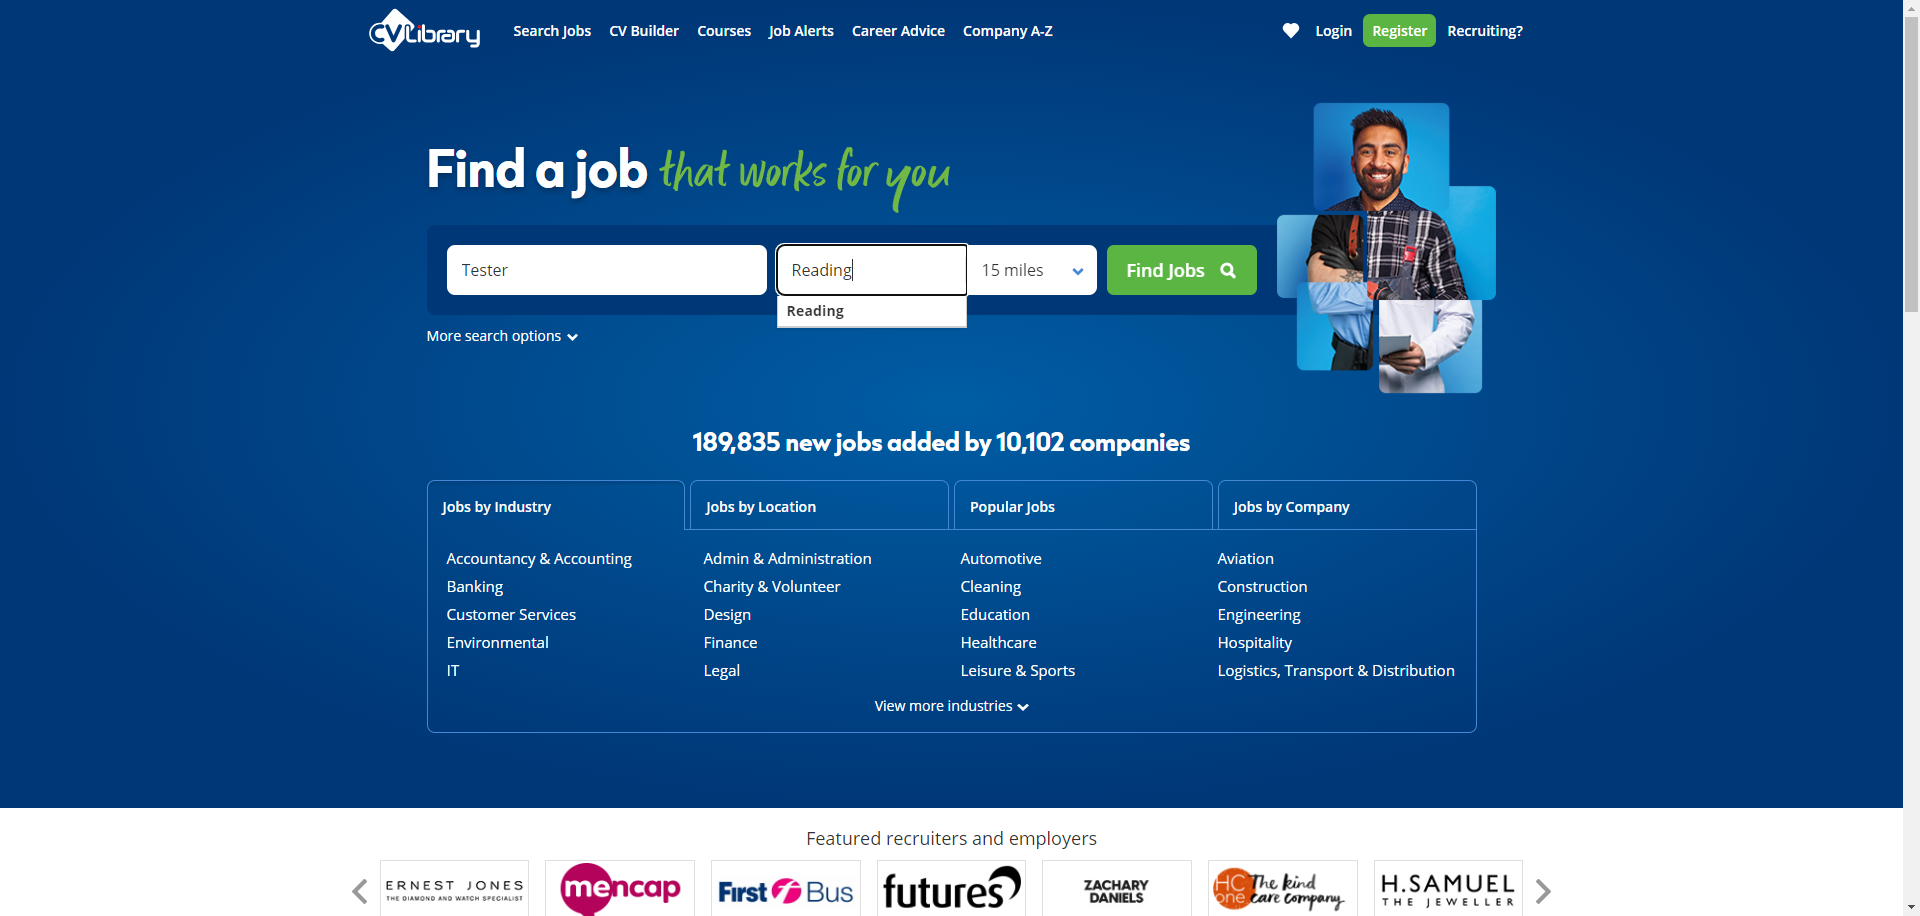 CVLibrary
Search Jobs CV Builder Courses Job Alerts Career Advice Company A-Z
Login Register Recruiting?
Find a job that works for you
Tester
Reading
15 miles
Find Jobs
Reading
More search options
189,835 new jobs added by 10,102 companies
Jobs by Industry Jobs by Location Popular Jobs Jobs by Company
Accountancy & Accounting Admin & Administration Automotive Aviation
Banking Charity & Volunteer Cleaning Construction
Customer Services Design Education Engineering
Environmental Finance Healthcare Hospitality
IT Legal Leisure & Sports Logistics, Transport & Distribution
View more industries
Featured recruiters and employers
ERNEST JONES
THE DIAMOND AND WATCH SPECIALIST
mencap
First Bus
futures
ZACHARY
DANIELS
HC
one
The kind
care company
H.SAMUEL
THE JEWELLER